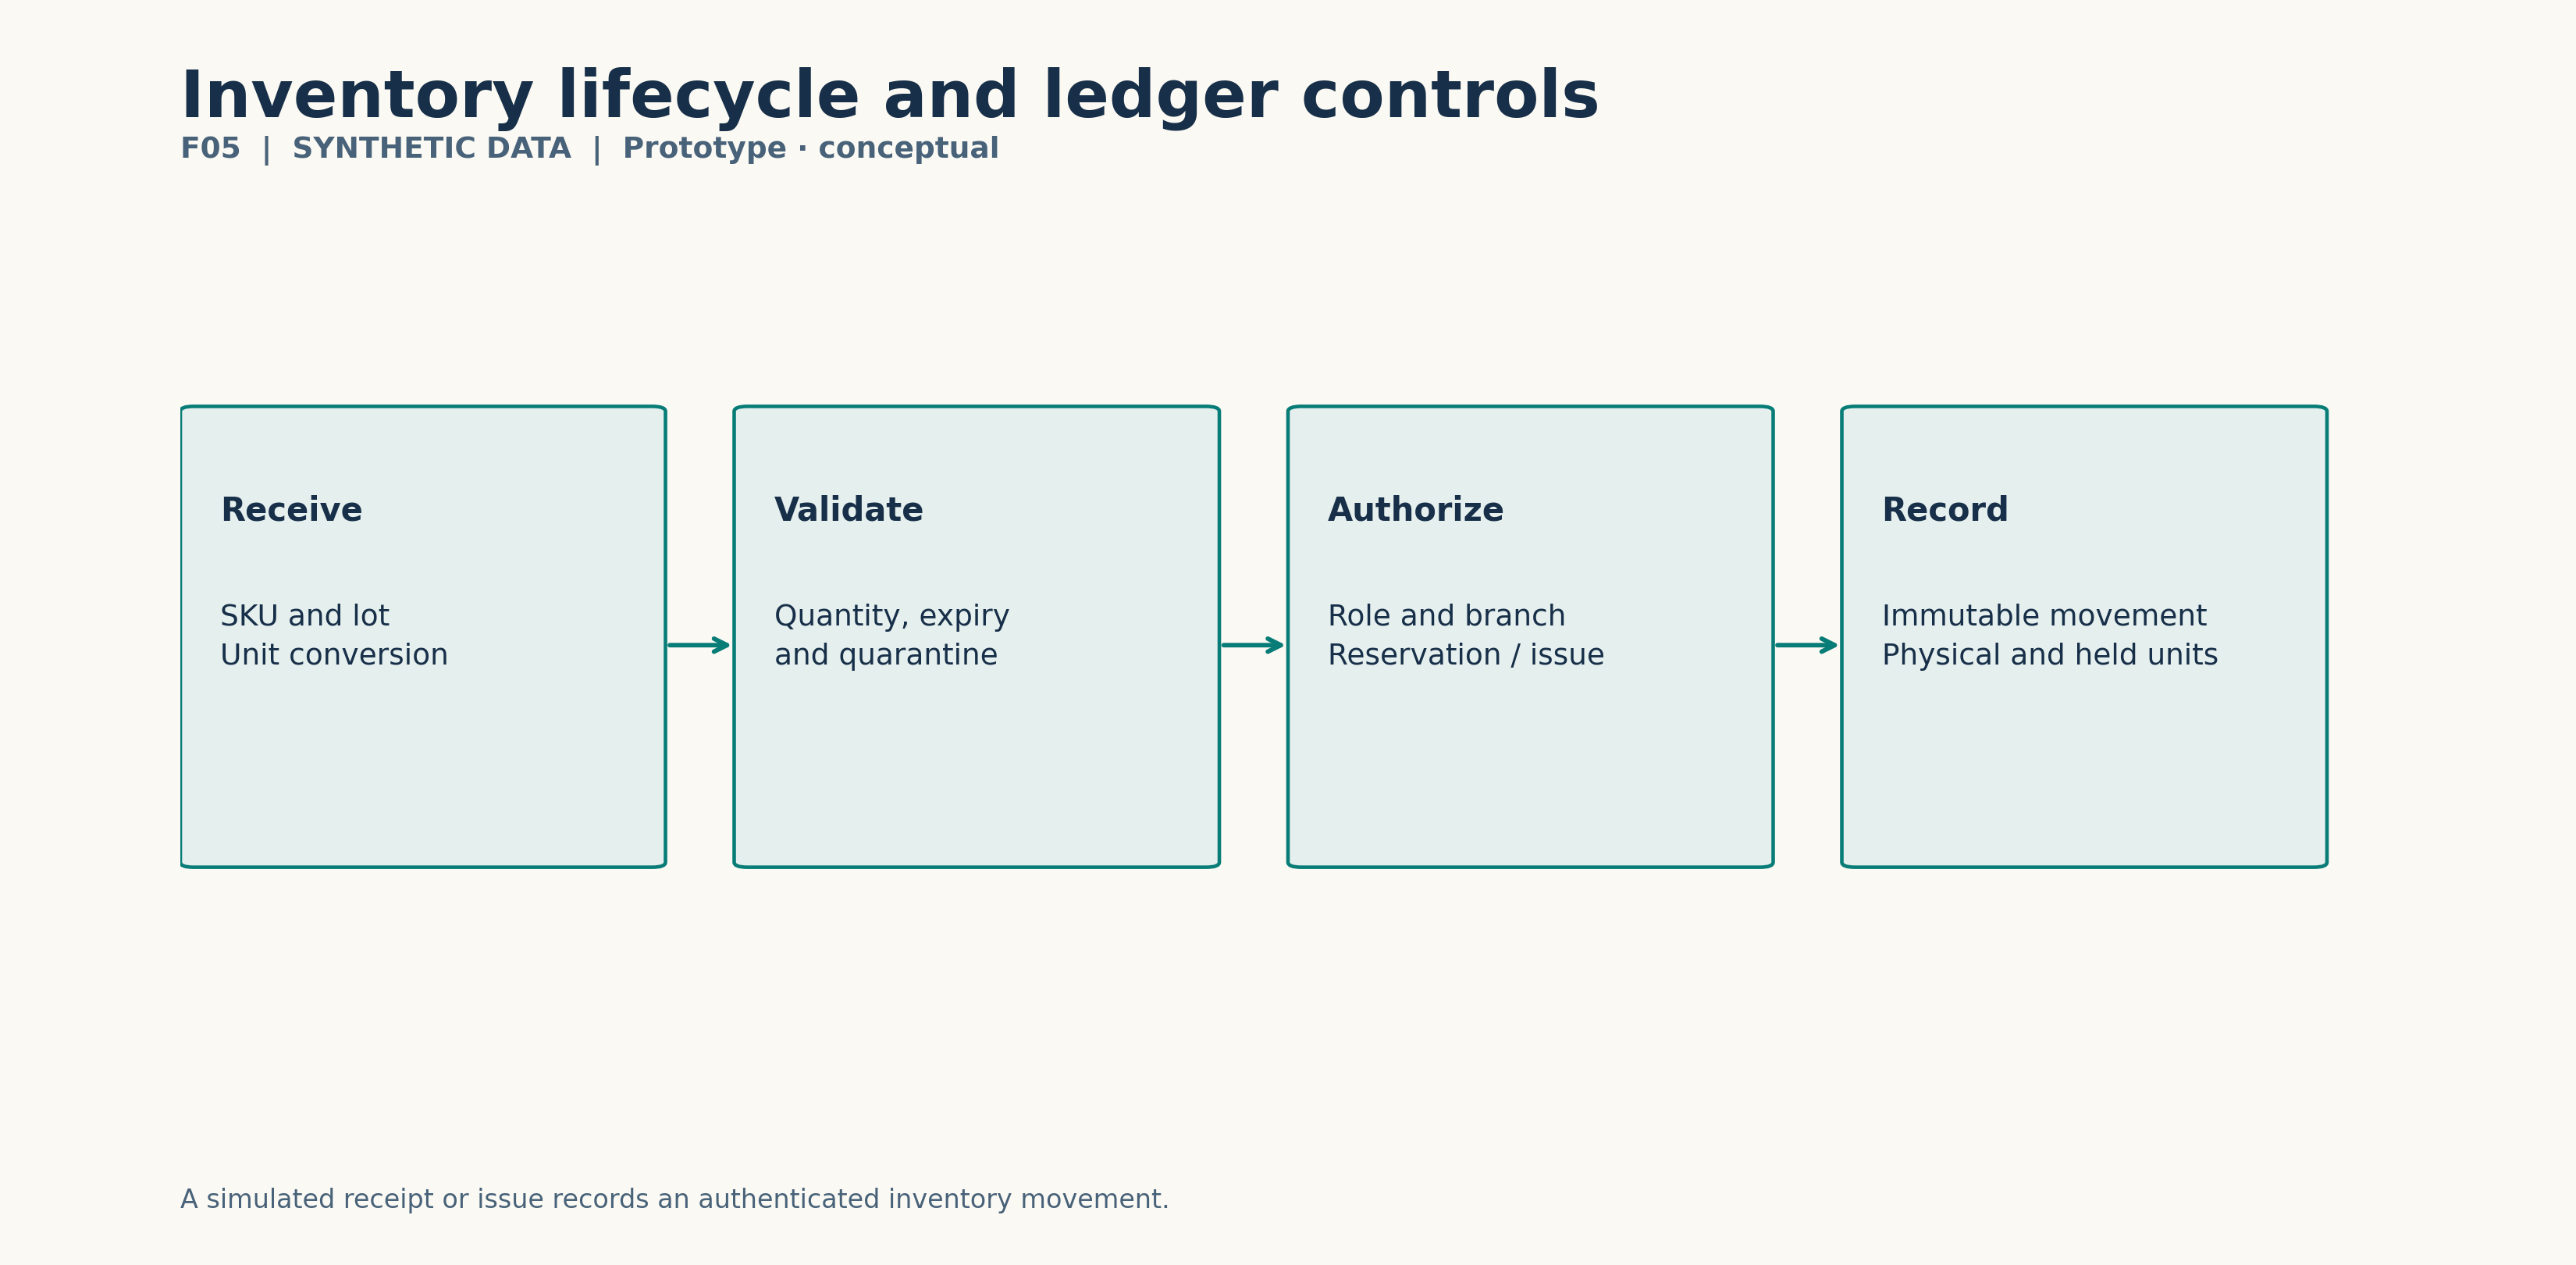 Inventory lifecycle and ledger controls
F05 | SYNTHETIC DATA | Prototype · conceptual
Receive
SKU and lot
Unit conversion
Validate
Quantity, expiry
and quarantine
Authorize
Role and branch
Reservation / issue
Record
Immutable movement
Physical and held units
A simulated receipt or issue records an authenticated inventory movement.